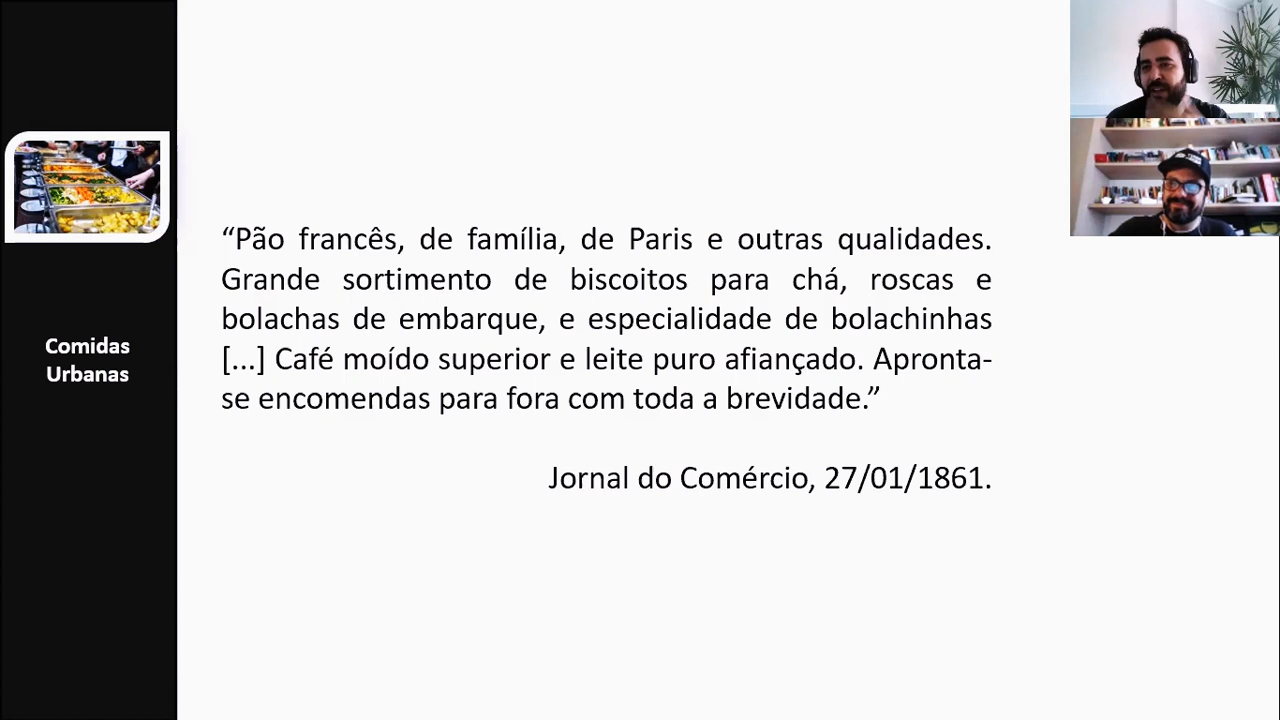 Comidas
Urbanas
“Pão francês, de família, de Paris e outras qualidades.
Grande sortimento de biscoitos para chá, roscas e
bolachas de embarque, e especialidade de bolachinhas
[...] Café moído superior e leite puro afiançado. Apronta-
se encomendas para fora com toda a brevidade.”
Jornal do Comércio, 27/01/1861.